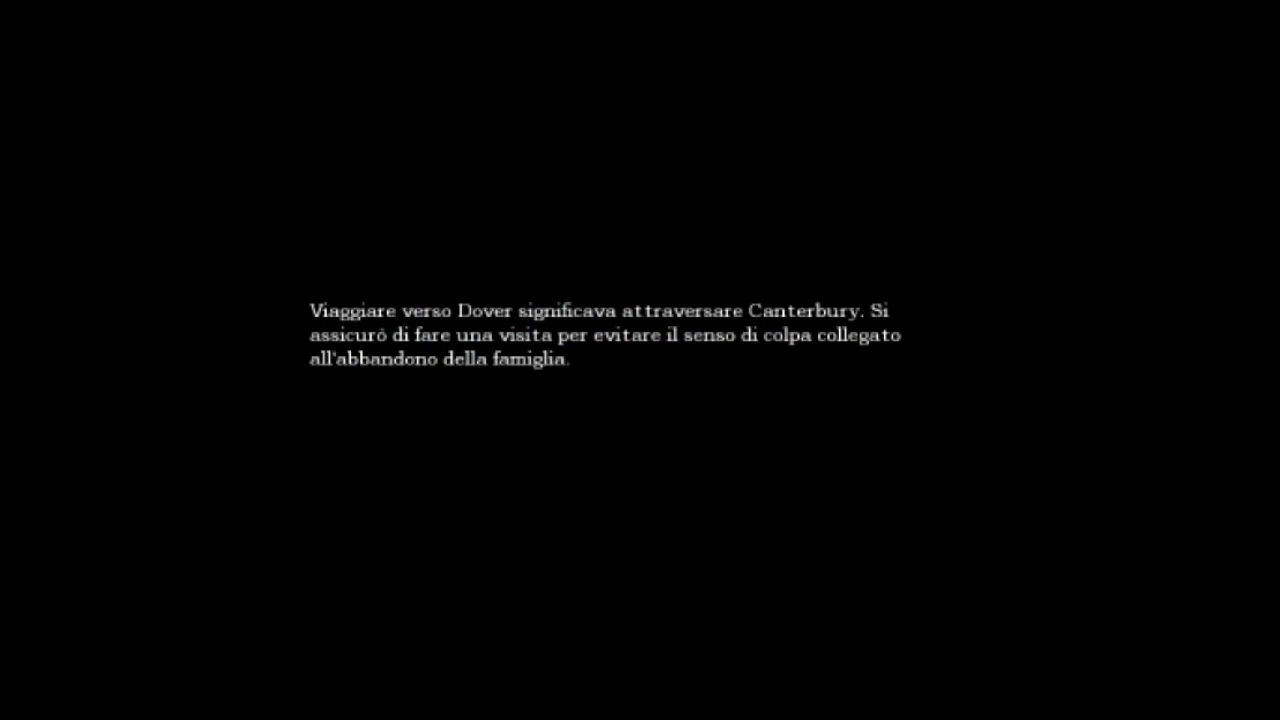 Viaggiare verso Dover significava attraversare Canterbury. Si
assicurò di fare una visita per evitare il senso di colpa collegato
all'abbandono della famiglia.